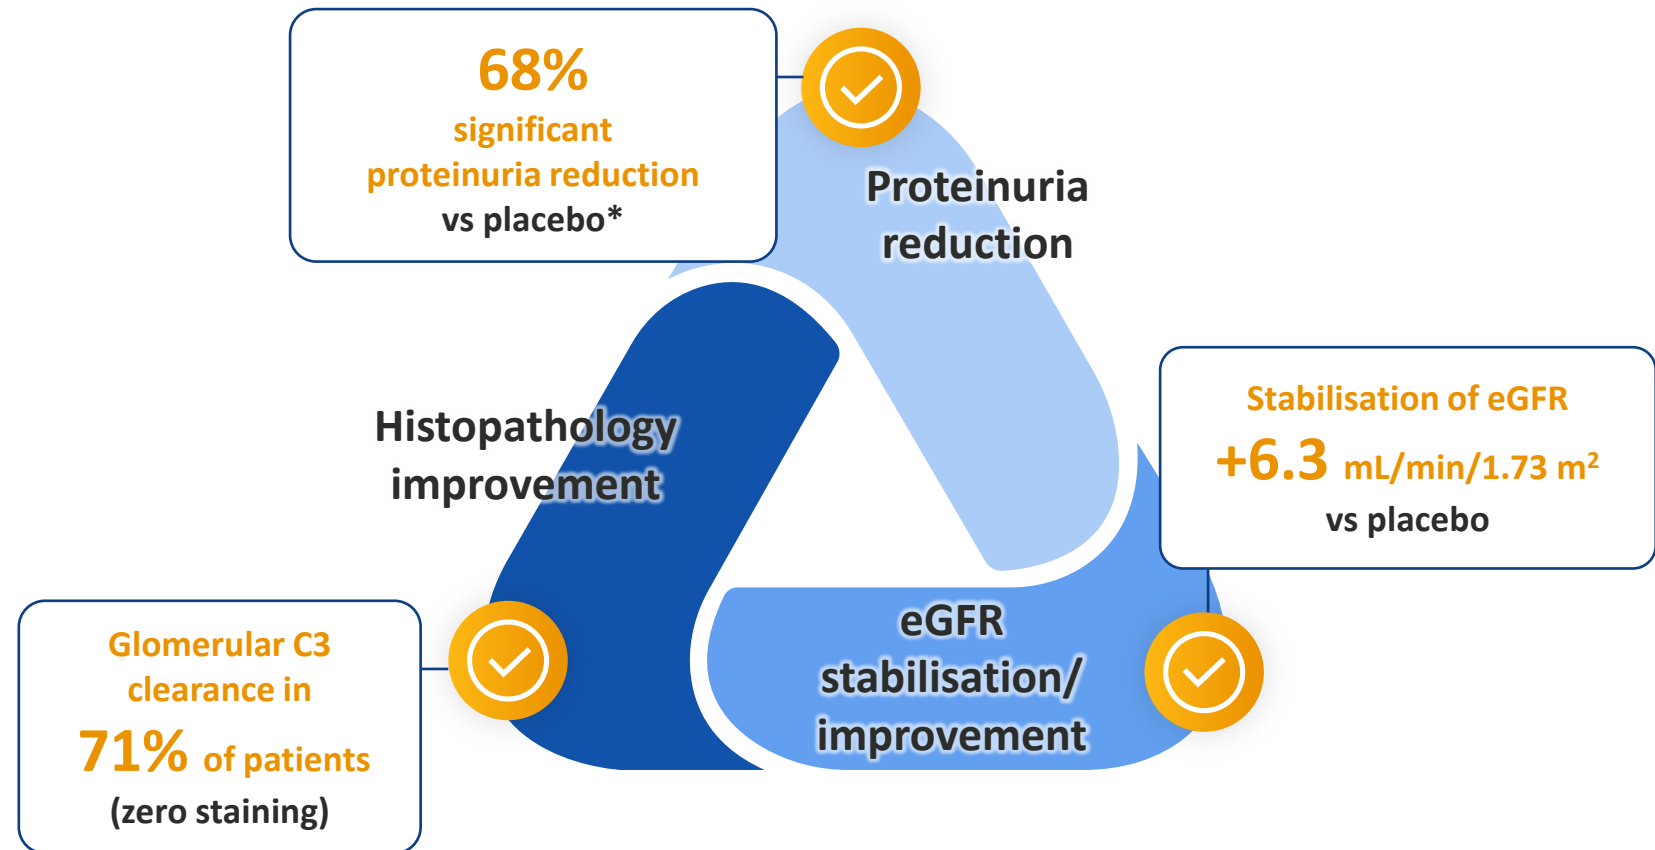 68%
significant
proteinuria reduction
vs placebo*
Proteinuria
reduction
Histopathology
improvement
Stabilisation of eGFR
+6.3 mL/min/1.73 m²
vs placebo
eGFR
stabilisation/
improvement
Glomerular C3
clearance in
71% of patients
(zero staining)